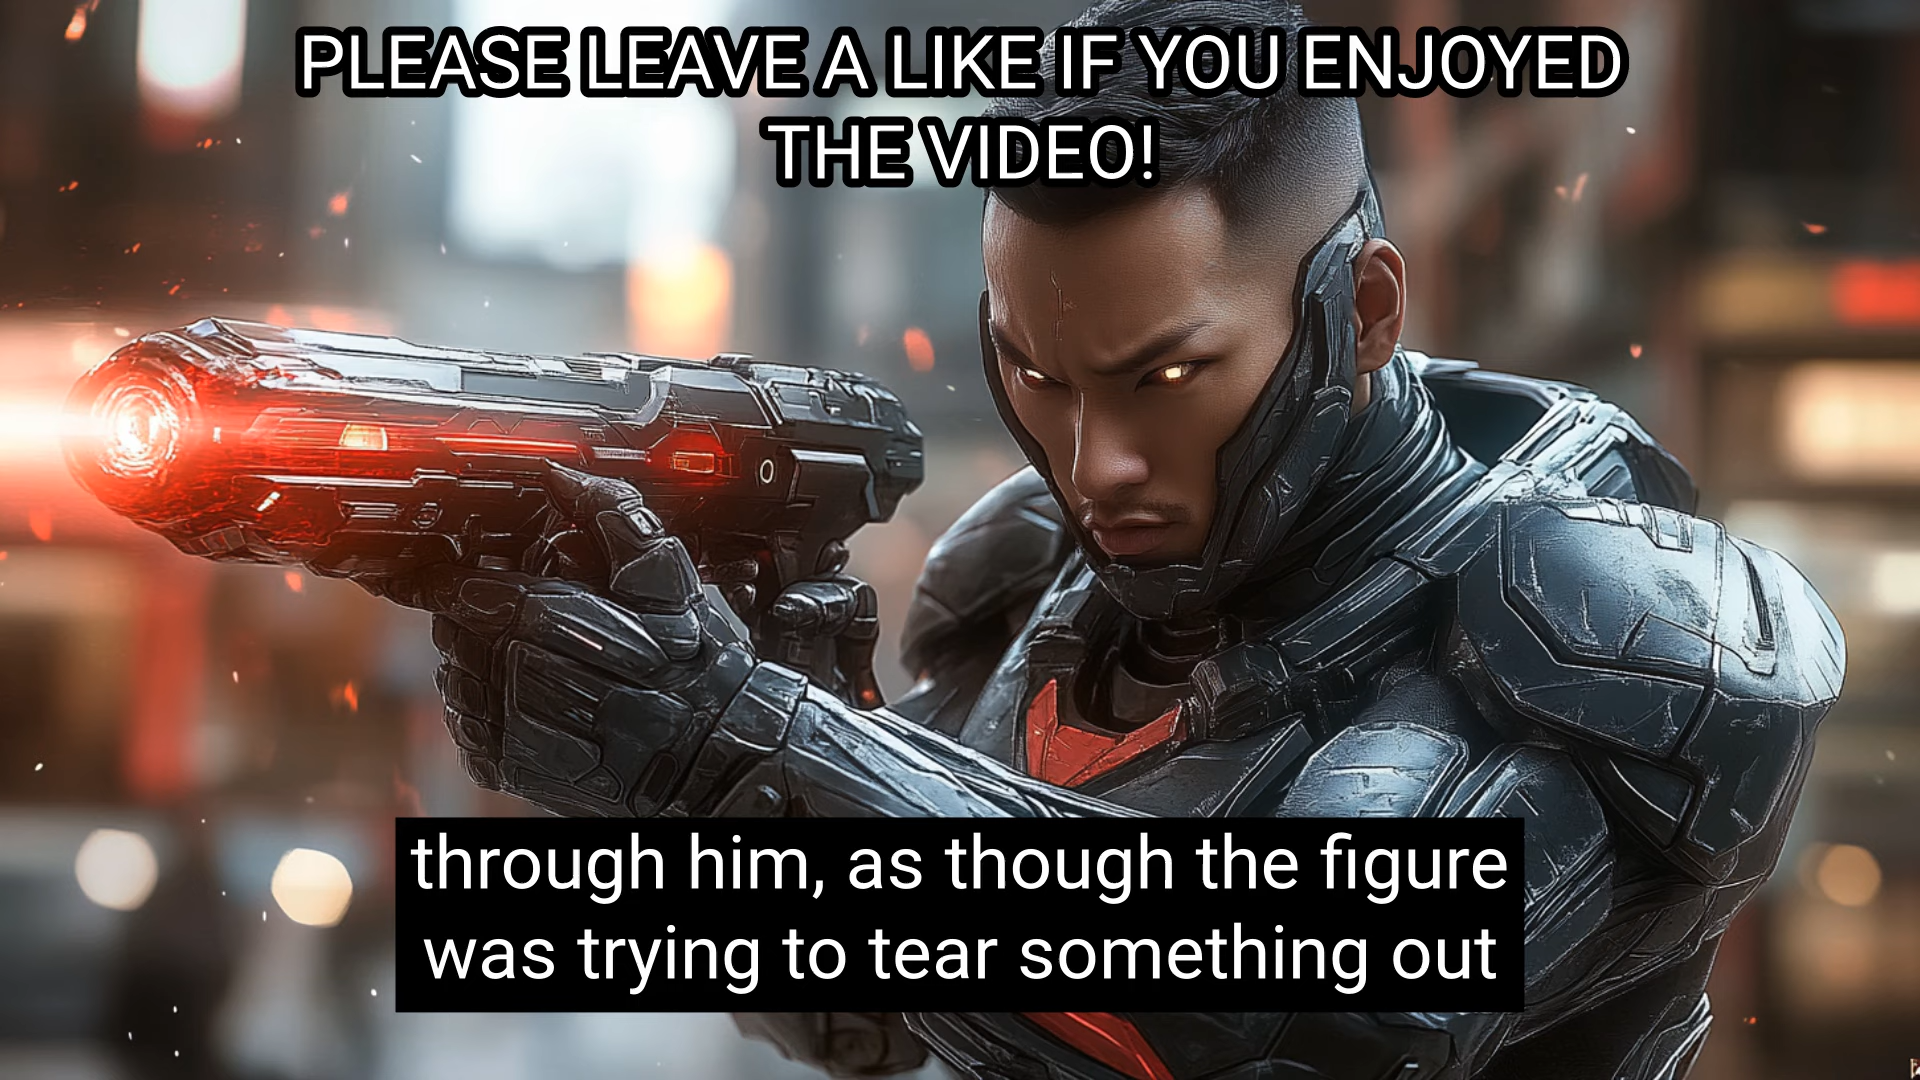 PLEASE LEAVE A LIKE IF YOU ENJOYED
THE VIDEO!
through him, as though the figure
was trying to tear something out